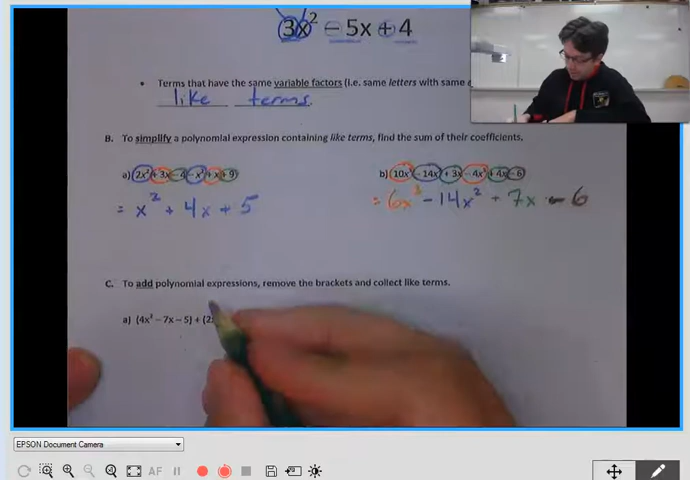 3x² – 5x + 4
• Terms that have the same variable factors (i.e. same letters with same
like terms.
B. To simplify a polynomial expression containing like terms, find the sum of their coefficients.
a) 2x² + 3x – 4 – x² + x + 9
= x² + 4x + 5
b) 10x³ – 14x² + 3x – 4x³ + 4x – 6
= 6x³ – 14x² + 7x – 6
C. To add polynomial expressions, remove the brackets and collect like terms.
a) (4x² – 7x – 5) + (2
EPSON Document Camera
AF